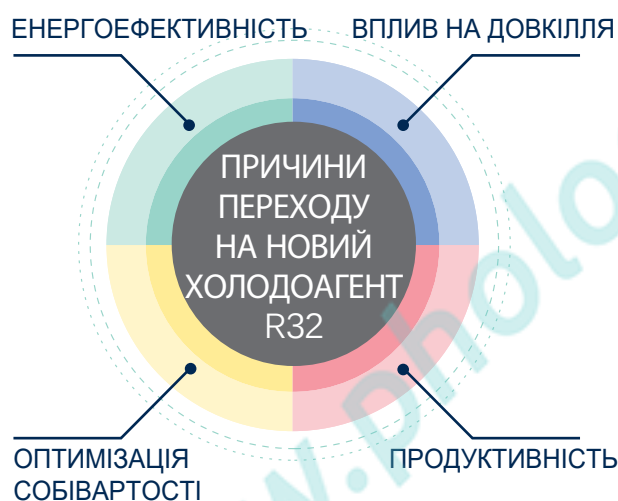 ЕНЕРГОЕФЕКТИВНІСТЬ
ВПЛИВ НА ДОВКІЛЛЯ
ПРИЧИНИ
ПЕРЕХОДУ
НА НОВИЙ
ХОЛОДОАГЕНТ
R32
ОПТИМІЗАЦІЯ
СОБІВАРТОСТІ
ПРОДУКТИВНІСТЬ